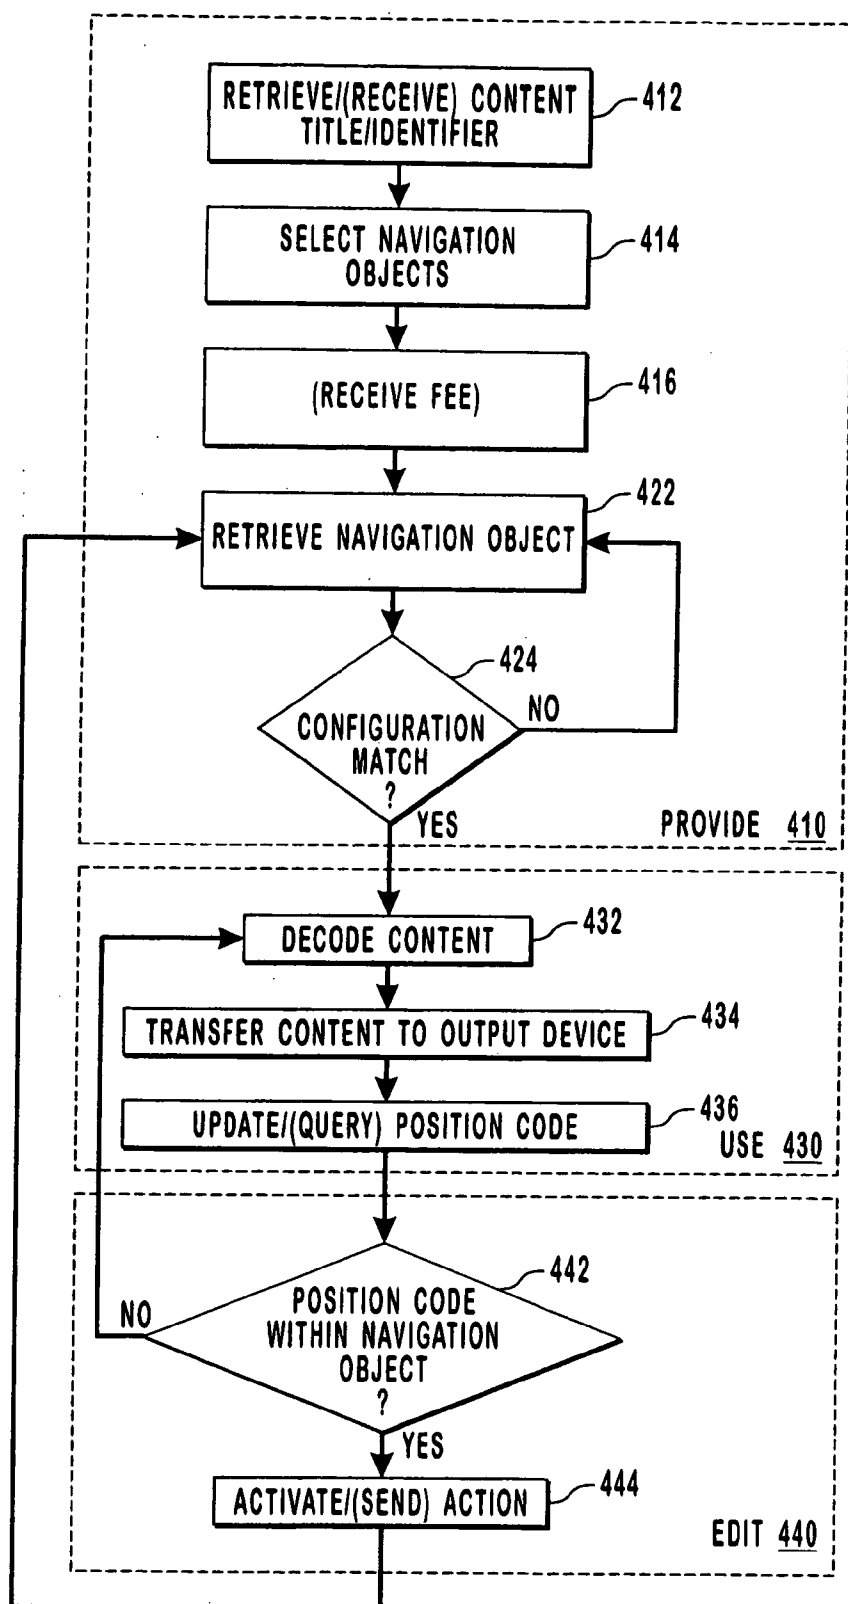 RETRIEVE/(RECEIVE) CONTENT
TITLE/IDENTIFIER
412
SELECT NAVIGATION
OBJECTS
414
(RECEIVE FEE)
416
422
RETRIEVE NAVIGATION OBJECT
424
CONFIGURATION
MATCH
?
NO
YES
PROVIDE 410
DECODE CONTENT
432
TRANSFER CONTENT TO OUTPUT DEVICE
434
UPDATE/(QUERY) POSITION CODE
436
USE 430
442
POSITION CODE
WITHIN NAVIGATION
OBJECT
?
NO
YES
ACTIVATE/(SEND) ACTION
444
EDIT 440